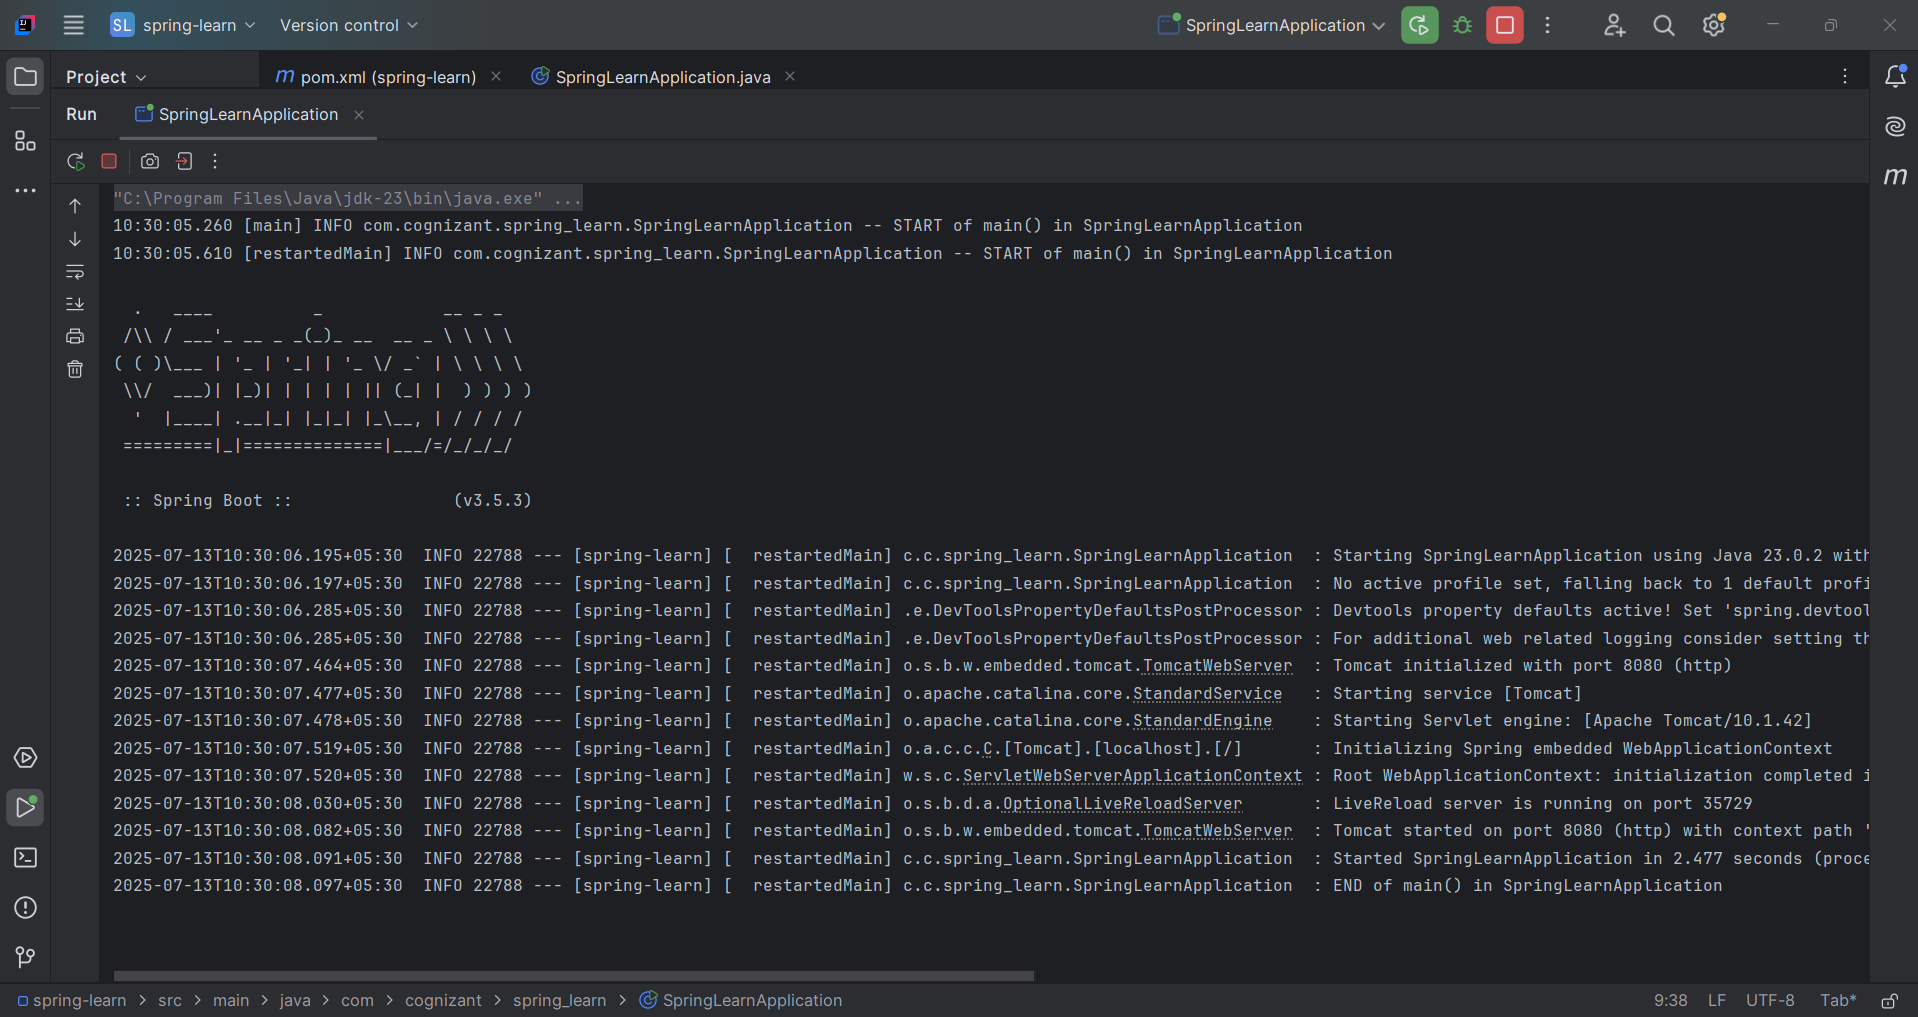 SL spring-learn Version control SpringLearnApplication
Project m pom.xml (spring-learn) SpringLearnApplication.java
Run SpringLearnApplication
"C:\Program Files\Java\jdk-23\bin\java.exe" ...
10:30:05.260 [main] INFO com.cognizant.spring_learn.SpringLearnApplication -- START of main() in SpringLearnApplication
10:30:05.610 [restartedMain] INFO com.cognizant.spring_learn.SpringLearnApplication -- START of main() in SpringLearnApplication
  .   ____          _            __ _ _
 /\\ / ___'_ __ _ _(_)_ __  __ _ \ \ \ \
( ( )\___ | '_ | '_| | '_ \/ _` | \ \ \ \
 \\/  ___)| |_)| | | | | || (_| |  ) ) ) )
  '  |____| .__|_| |_|_| |_\__, | / / / /
 =========|_|==============|___/=/_/_/_/
 :: Spring Boot ::                (v3.5.3)
2025-07-13T10:30:06.195+05:30  INFO 22788 --- [spring-learn] [  restartedMain] c.c.spring_learn.SpringLearnApplication  : Starting SpringLearnApplication using Java 23.0.2 with
2025-07-13T10:30:06.197+05:30  INFO 22788 --- [spring-learn] [  restartedMain] c.c.spring_learn.SpringLearnApplication  : No active profile set, falling back to 1 default profi
2025-07-13T10:30:06.285+05:30  INFO 22788 --- [spring-learn] [  restartedMain] .e.DevToolsPropertyDefaultsPostProcessor : Devtools property defaults active! Set 'spring.devtool
2025-07-13T10:30:06.285+05:30  INFO 22788 --- [spring-learn] [  restartedMain] .e.DevToolsPropertyDefaultsPostProcessor : For additional web related logging consider setting th
2025-07-13T10:30:07.464+05:30  INFO 22788 --- [spring-learn] [  restartedMain] o.s.b.w.embedded.tomcat.TomcatWebServer  : Tomcat initialized with port 8080 (http)
2025-07-13T10:30:07.477+05:30  INFO 22788 --- [spring-learn] [  restartedMain] o.apache.catalina.core.StandardService   : Starting service [Tomcat]
2025-07-13T10:30:07.478+05:30  INFO 22788 --- [spring-learn] [  restartedMain] o.apache.catalina.core.StandardEngine    : Starting Servlet engine: [Apache Tomcat/10.1.42]
2025-07-13T10:30:07.519+05:30  INFO 22788 --- [spring-learn] [  restartedMain] o.a.c.c.C.[Tomcat].[localhost].[/]       : Initializing Spring embedded WebApplicationContext
2025-07-13T10:30:07.520+05:30  INFO 22788 --- [spring-learn] [  restartedMain] w.s.c.ServletWebServerApplicationContext : Root WebApplicationContext: initialization completed i
2025-07-13T10:30:08.030+05:30  INFO 22788 --- [spring-learn] [  restartedMain] o.s.b.d.a.OptionalLiveReloadServer       : LiveReload server is running on port 35729
2025-07-13T10:30:08.082+05:30  INFO 22788 --- [spring-learn] [  restartedMain] o.s.b.w.embedded.tomcat.TomcatWebServer  : Tomcat started on port 8080 (http) with context path '
2025-07-13T10:30:08.091+05:30  INFO 22788 --- [spring-learn] [  restartedMain] c.c.spring_learn.SpringLearnApplication  : Started SpringLearnApplication in 2.477 seconds (proce
2025-07-13T10:30:08.097+05:30  INFO 22788 --- [spring-learn] [  restartedMain] c.c.spring_learn.SpringLearnApplication  : END of main() in SpringLearnApplication
spring-learn > src > main > java > com > cognizant > spring_learn > SpringLearnApplication 9:38 LF UTF-8 Tab*